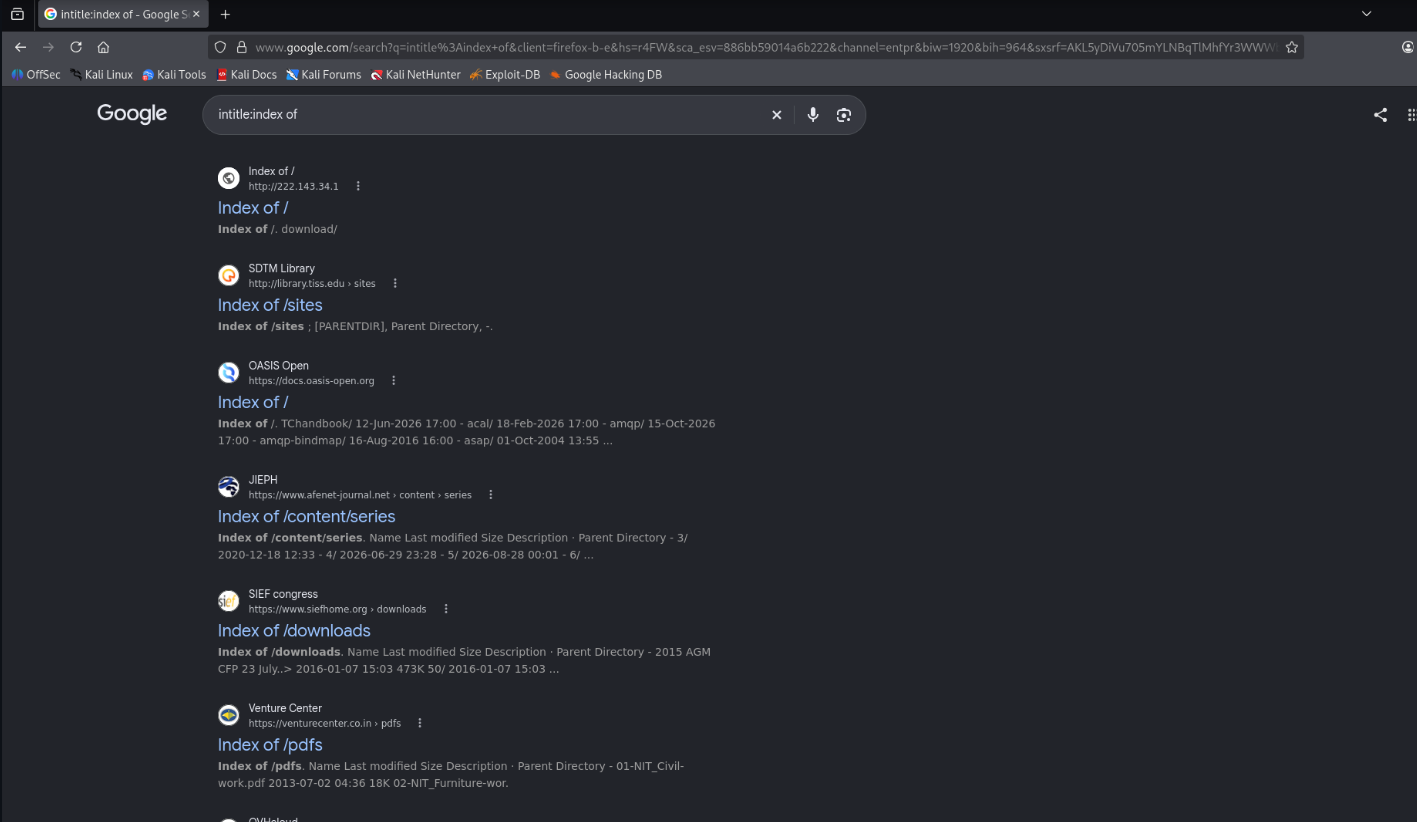 intitle:index of - Google S
www.google.com/search?q=intitle%3Aindex+of&client=firefox-b-e&hs=r4FW&sca_esv=886bb59014a6b222&channel=entpr&biw=1920&bih=964&sxsrf=AKL5yDiVu705mYLNBqTlMhfYr3WWW
OffSec Kali Linux Kali Tools Kali Docs Kali Forums Kali NetHunter Exploit-DB Google Hacking DB
Google
intitle:index of
Index of /
http://222.143.34.1
Index of /
Index of /. download/
SDTM Library
http://library.tiss.edu › sites
Index of /sites
Index of /sites ; [PARENTDIR], Parent Directory, -.
OASIS Open
https://docs.oasis-open.org
Index of /
Index of /. TChandbook/ 12-Jun-2026 17:00 - acal/ 18-Feb-2026 17:00 - amqp/ 15-Oct-2026
17:00 - amqp-bindmap/ 16-Aug-2016 16:00 - asap/ 01-Oct-2004 13:55 ...
JIEPH
https://www.afenet-journal.net › content › series
Index of /content/series
Index of /content/series. Name Last modified Size Description · Parent Directory - 3/
2020-12-18 12:33 - 4/ 2026-06-29 23:28 - 5/ 2026-08-28 00:01 - 6/ ...
sief
SIEF congress
https://www.siefhome.org › downloads
Index of /downloads
Index of /downloads. Name Last modified Size Description · Parent Directory - 2015 AGM
CFP 23 July..> 2016-01-07 15:03 473K 50/ 2016-01-07 15:03 ...
Venture Center
https://venturecenter.co.in › pdfs
Index of /pdfs
Index of /pdfs. Name Last modified Size Description · Parent Directory - 01-NIT_Civil-
work.pdf 2013-07-02 04:36 18K 02-NIT_Furniture-wor.